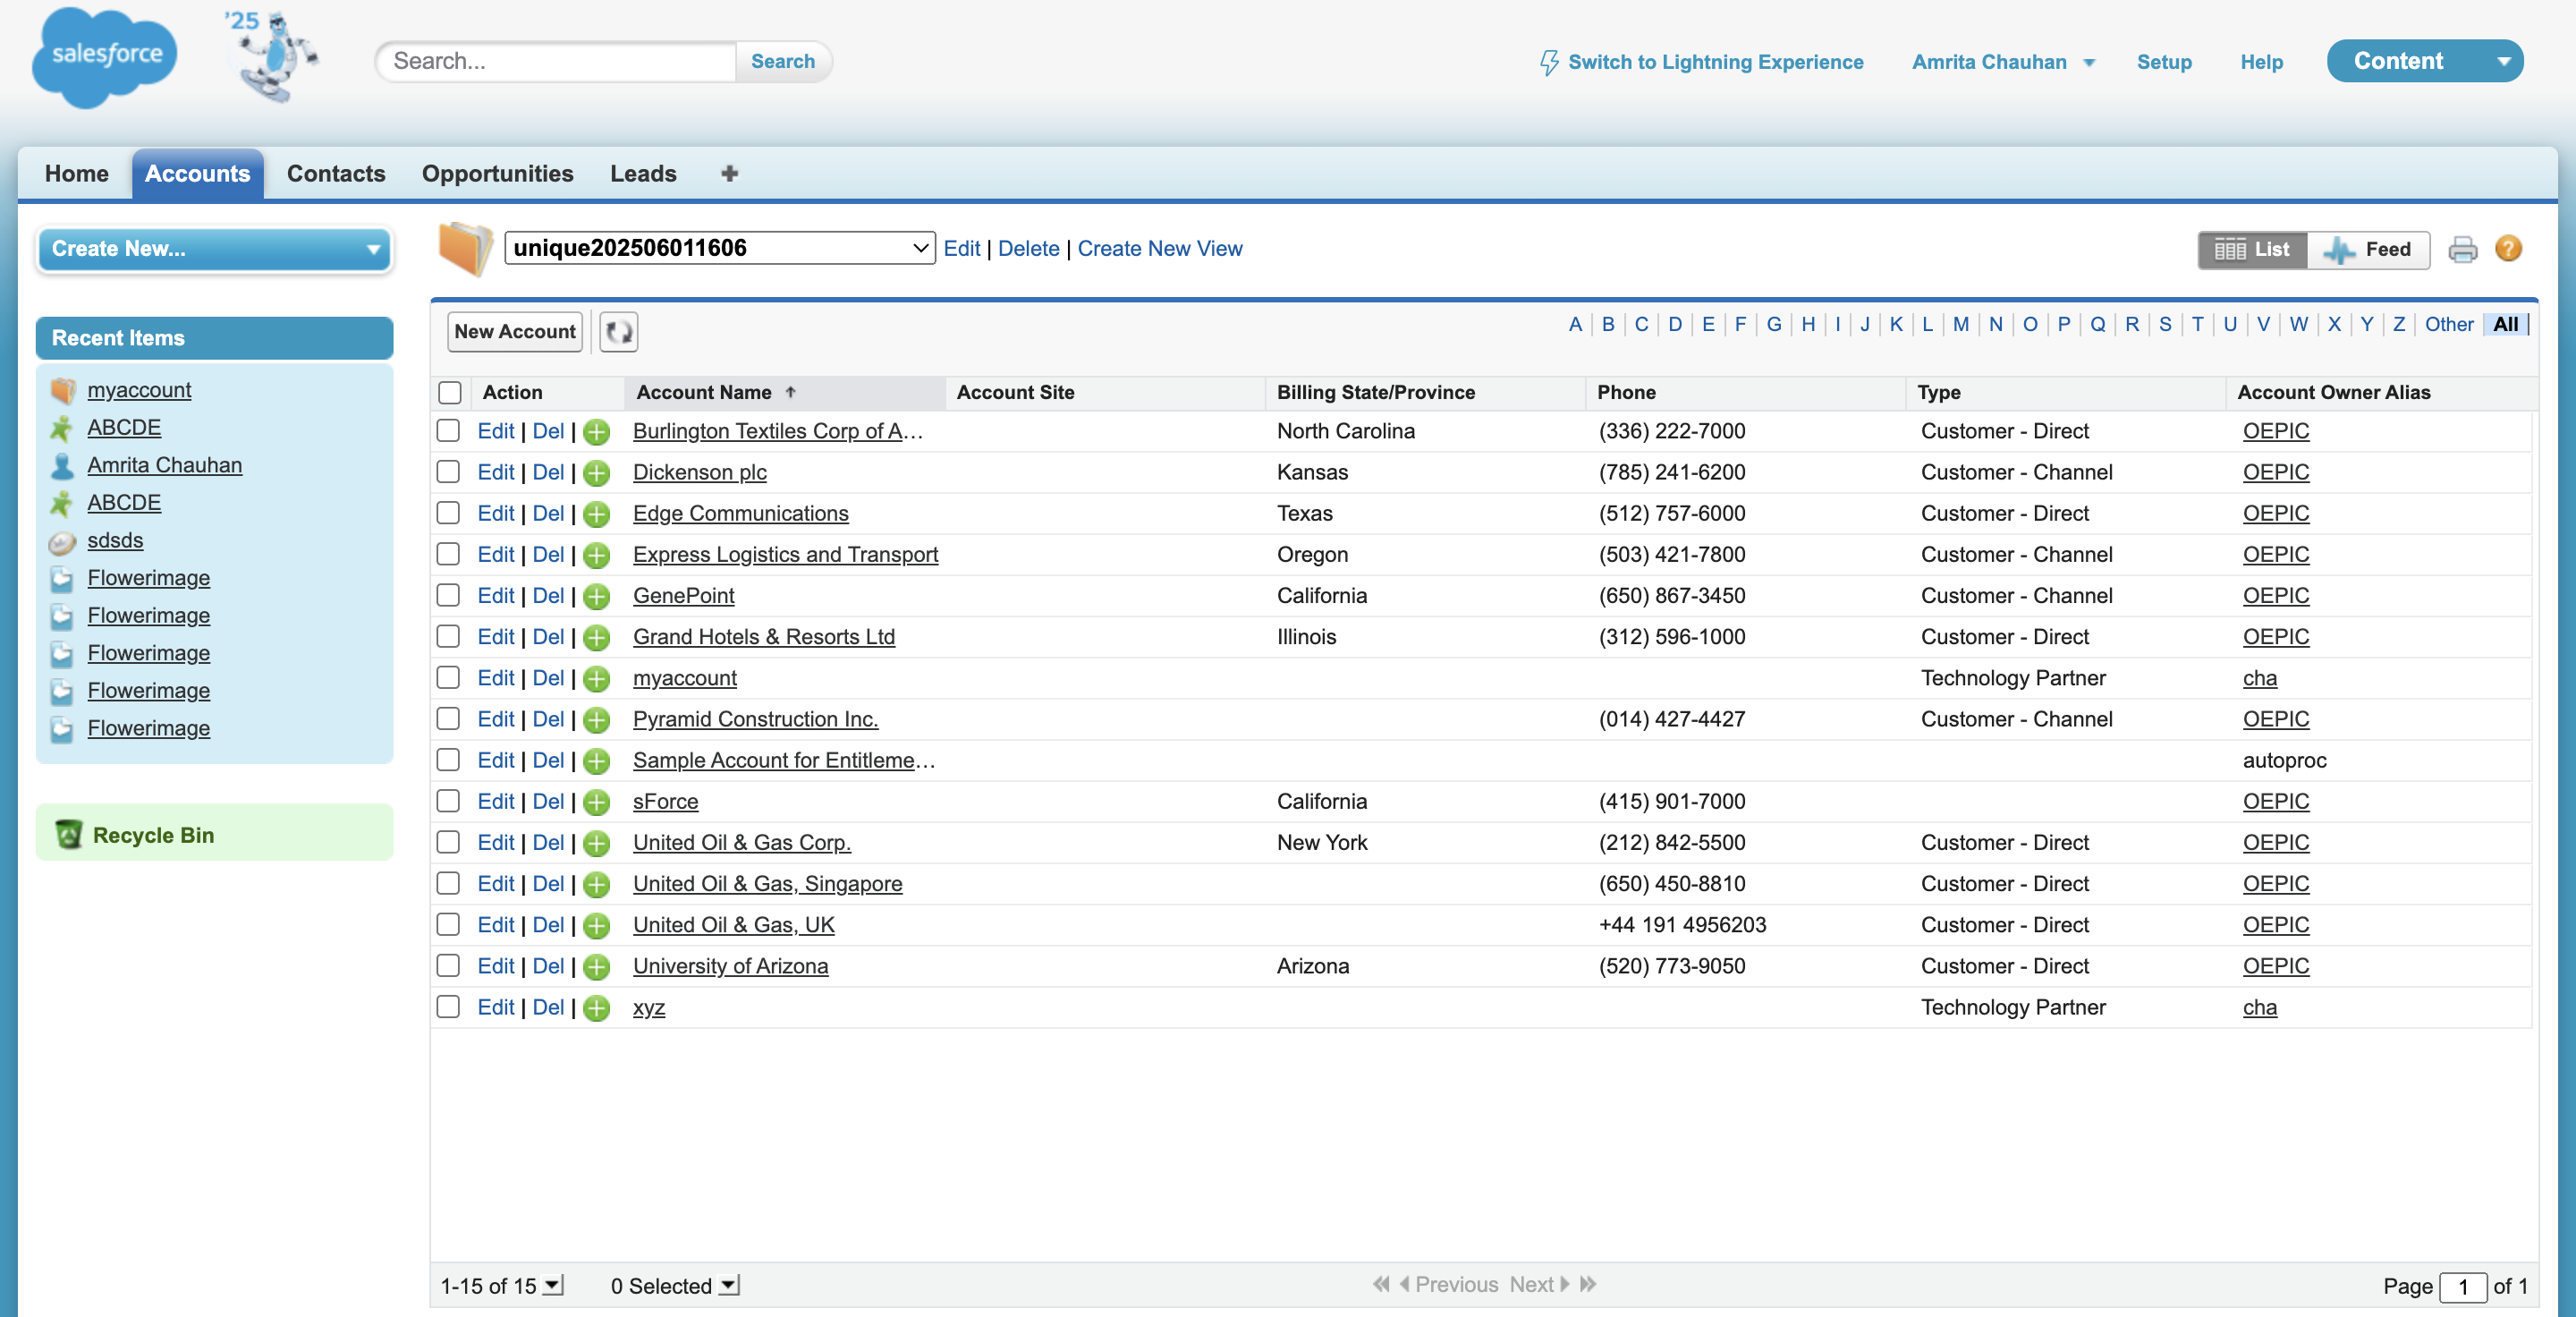 salesforce
'25
Search...
Search
Switch to Lightning Experience
Amrita Chauhan
Setup
Help
Content
Home
Accounts
Contacts
Opportunities
Leads
Create New...
unique202506011606
Edit | Delete | Create New View
List
Feed
?
Recent Items
myaccount
ABCDE
Amrita Chauhan
ABCDE
sdsds
Flowerimage
Flowerimage
Flowerimage
Flowerimage
Flowerimage
Recycle Bin
New Account
A | B | C | D | E | F | G | H | I | J | K | L | M | N | O | P | Q | R | S | T | U | V | W | X | Y | Z | Other | All
Action Account Name Account Site Billing State/Province Phone Type Account Owner Alias
Edit | Del | Burlington Textiles Corp of A... North Carolina (336) 222-7000 Customer - Direct OEPIC
Edit | Del | Dickenson plc Kansas (785) 241-6200 Customer - Channel OEPIC
Edit | Del | Edge Communications Texas (512) 757-6000 Customer - Direct OEPIC
Edit | Del | Express Logistics and Transport Oregon (503) 421-7800 Customer - Channel OEPIC
Edit | Del | GenePoint California (650) 867-3450 Customer - Channel OEPIC
Edit | Del | Grand Hotels & Resorts Ltd Illinois (312) 596-1000 Customer - Direct OEPIC
Edit | Del | myaccount Technology Partner cha
Edit | Del | Pyramid Construction Inc. (014) 427-4427 Customer - Channel OEPIC
Edit | Del | Sample Account for Entitleme... autoproc
Edit | Del | sForce California (415) 901-7000 OEPIC
Edit | Del | United Oil & Gas Corp. New York (212) 842-5500 Customer - Direct OEPIC
Edit | Del | United Oil & Gas, Singapore (650) 450-8810 Customer - Direct OEPIC
Edit | Del | United Oil & Gas, UK +44 191 4956203 Customer - Direct OEPIC
Edit | Del | University of Arizona Arizona (520) 773-9050 Customer - Direct OEPIC
Edit | Del | xyz Technology Partner cha
1-15 of 15 0 Selected Previous Next Page 1 of 1